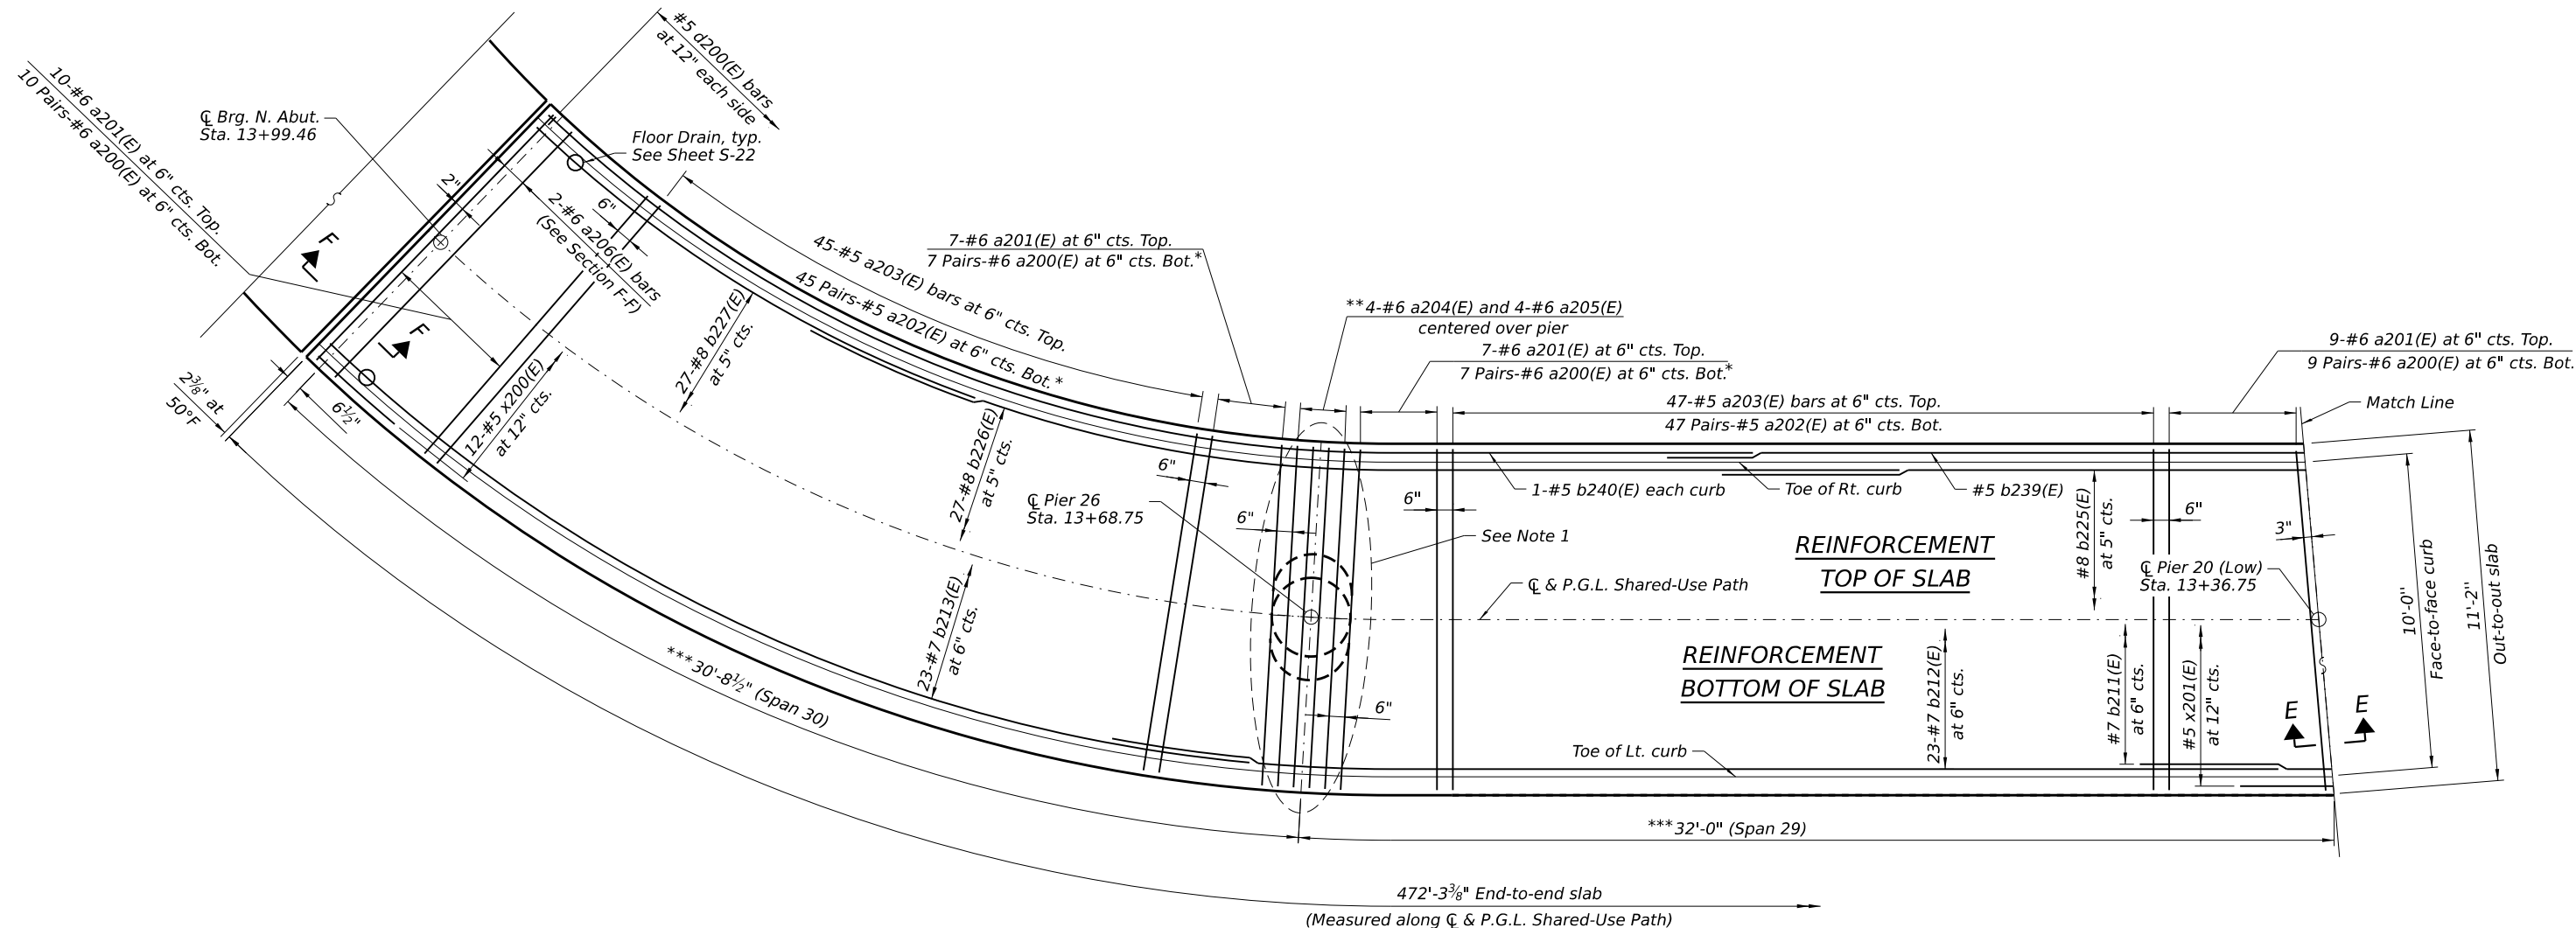 #5 d200(E) bars
at 12" each side
10-#6 a201(E) at 6" cts. Top.
10 Pairs-#6 a200(E) at 6" cts. Bot.
℄ Brg. N. Abut.
Sta. 13+99.46
Floor Drain, typ.
See Sheet S-22
2"
2-#6 a206(E) bars
(See Section F-F)
6"
F
F
45-#5 a203(E) bars at 6" cts. Top.
45 Pairs-#5 a202(E) at 6" cts. Bot.*
7-#6 a201(E) at 6" cts. Top.
7 Pairs-#6 a200(E) at 6" cts. Bot.*
**4-#6 a204(E) and 4-#6 a205(E)
centered over pier
7-#6 a201(E) at 6" cts. Top.
7 Pairs-#6 a200(E) at 6" cts. Bot.*
9-#6 a201(E) at 6" cts. Top.
9 Pairs-#6 a200(E) at 6" cts. Bot.
47-#5 a203(E) bars at 6" cts. Top.
47 Pairs-#5 a202(E) at 6" cts. Bot.
Match Line
2⅜" at
50°F
6½"
12-#5 x200(E)
at 12" cts.
27-#8 b227(E)
at 5" cts.
27-#8 b226(E)
at 5" cts.
23-#7 b213(E)
at 6" cts.
6"
℄ Pier 26
Sta. 13+68.75
6"
6"
1-#5 b240(E) each curb
Toe of Rt. curb
#5 b239(E)
See Note 1
REINFORCEMENT
TOP OF SLAB
#8 b225(E)
at 5" cts.
6"
3"
℄ Pier 20 (Low)
Sta. 13+36.75
℄ & P.G.L. Shared-Use Path
10'-0"
Face-to-face curb
11'-2"
Out-to-out slab
REINFORCEMENT
BOTTOM OF SLAB
23-#7 b212(E)
at 6" cts.
#7 b211(E)
at 6" cts.
#5 x201(E)
at 12" cts.
E
E
6"
Toe of Lt. curb
***30'-8½" (Span 30)
***32'-0" (Span 29)
472'-3⅜" End-to-end slab
(Measured along ℄ & P.G.L. Shared-Use Path)